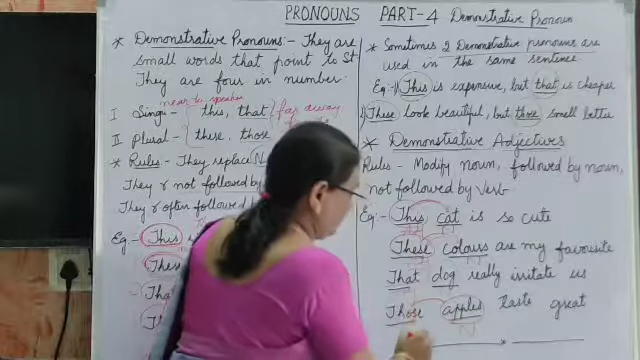 PRONOUNS PART-4 Demonstrative Pronoun
* Demonstrative Pronouns:- They are
small words that point to St
They are four in number.
near to speaker
I Singu - this, that far away
II Plural - these, those
* Rules - They replace N
They r not followed by
They r often followed b
Eg:- This
These
Tha
* Sometimes 2 Demonstrative pronouns are
used in the same sentence
Eg:- 1) This is expensive, but that is cheaper
2) These look beautiful, but those smell better
* Demonstrative Adjectives
Rules - Modify noun, followed by noun,
not followed by Verb
Eg:- This cat is so cute
These colours are my favourite
That dog really irritate us
Those apples taste great
N